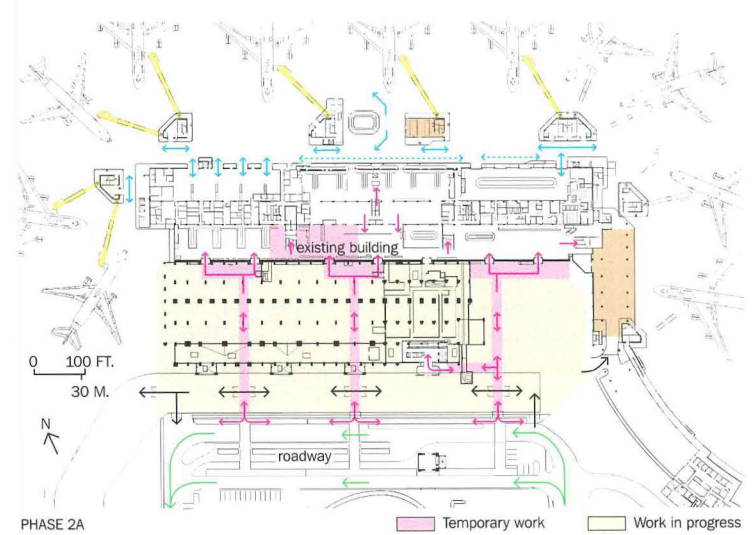 existing building
0 100 FT.
30 M.
N
roadway
PHASE 2A
Temporary work
Work in progress